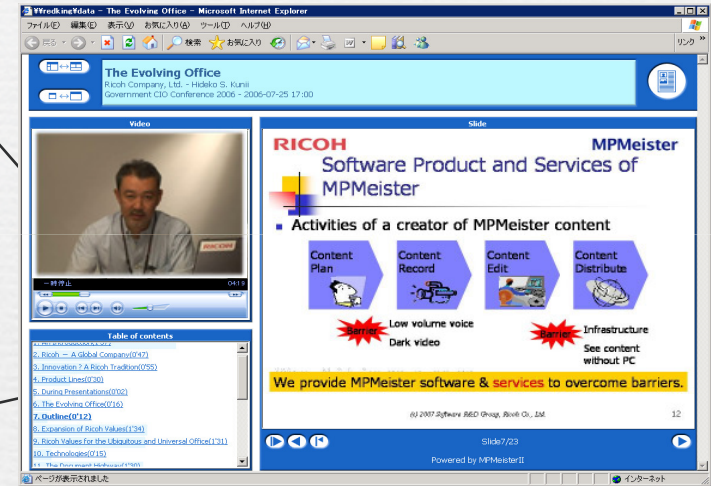 ¥¥redking¥data - The Evolving Office - Microsoft Internet Explorer
ファイル(F) 編集(E) 表示(V) お気に入り(A) ツール(T) ヘルプ(H)
戻る 検索 お気に入り リンク
The Evolving Office
Ricoh Company, Ltd. - Hideko S. Kunii
Government CIO Conference 2006 - 2006-07-25 17:00
Video
RICOH
一時停止 04:19
Table of contents
2. Ricoh — A Global Company(0'47)
3. Innovation ? A Ricoh Tradition(0'55)
4. Product Lines(0'30)
5. During Presentations(0'02)
6. The Evolving Office(0'16)
7. Outline(0'12)
8. Expansion of Ricoh Values(1'34)
9. Ricoh Values for the Ubiquitous and Universal Office(1'31)
10. Technologies(0'15)
11. The Document Highway(1'30)
Slide
RICOH MPMeister
Software Product and Services of
MPMeister
Activities of a creator of MPMeister content
Content
Plan
Content
Record
Content
Edit
Content
Distribute
Barrier
Low volume voice
Dark video
Barrier
Infrastructure
See content
without PC
We provide MPMeister software & services to overcome barriers.
(c) 2007 Software R&D Group, Ricoh Co., Ltd. 12
Slide7/23
Powered by MPMeisterII
ページが表示されました インターネット